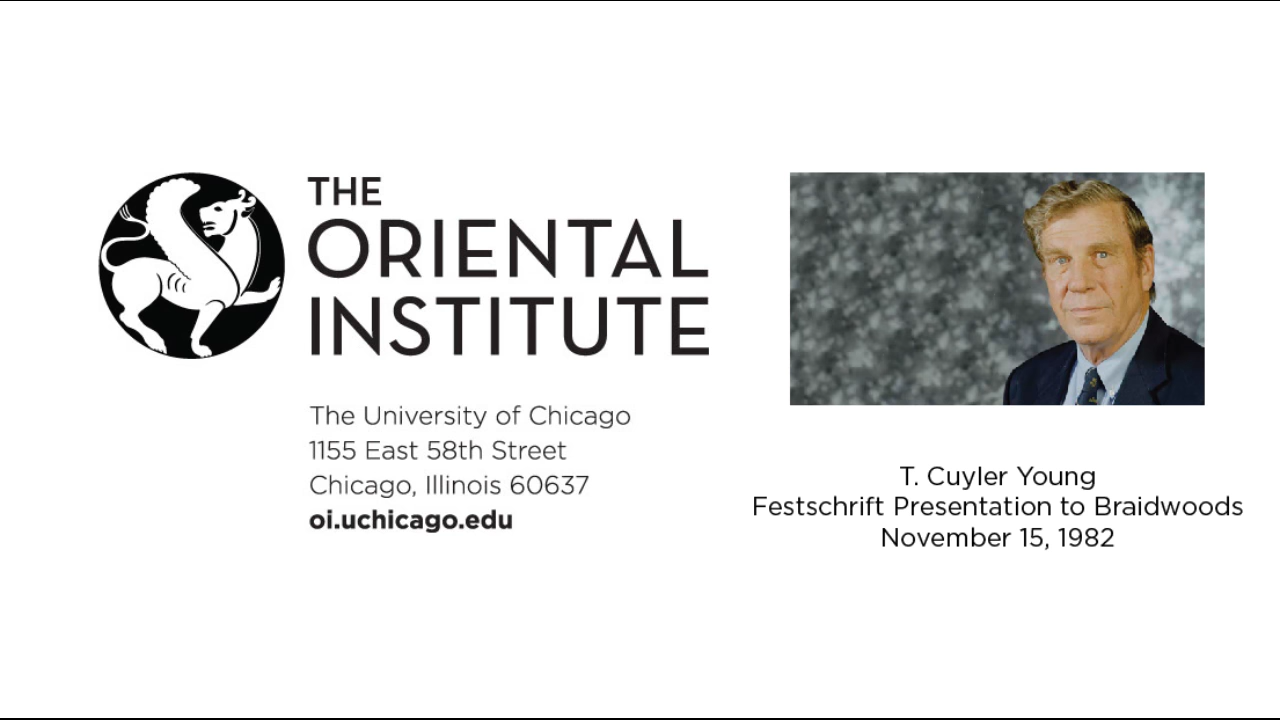 THE
ORIENTAL
INSTITUTE
The University of Chicago
1155 East 58th Street
Chicago, Illinois 60637
oi.uchicago.edu
T. Cuyler Young
Festschrift Presentation to Braidwoods
November 15, 1982